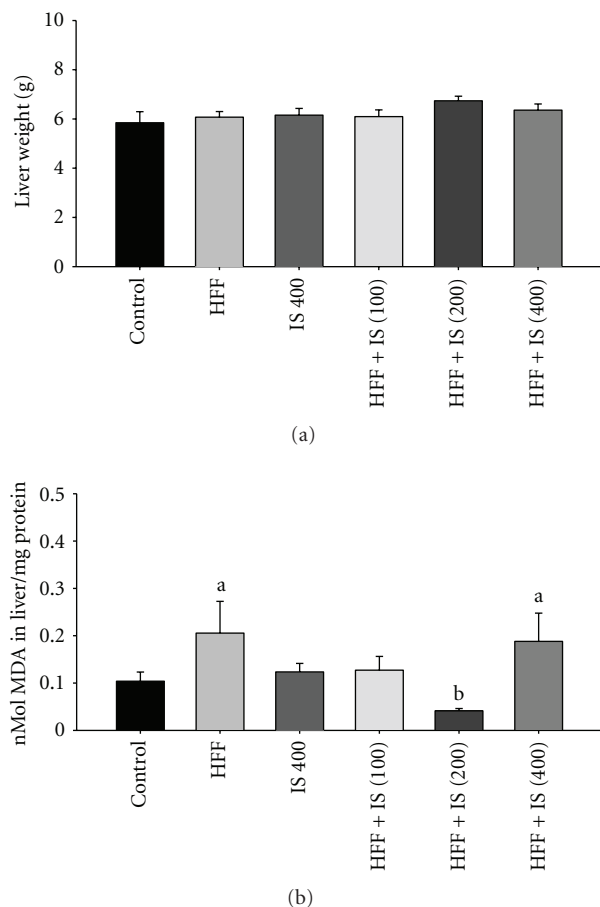 10
8
6
4
2
0
Liver weight (g)
Control
HFF
IS 400
HFF + IS (100)
HFF + IS (200)
HFF + IS (400)
(a)
0.5
0.4
0.3
0.2
0.1
0
nMol MDA in liver/mg protein
a
b
a
Control
HFF
IS 400
HFF + IS (100)
HFF + IS (200)
HFF + IS (400)
(b)